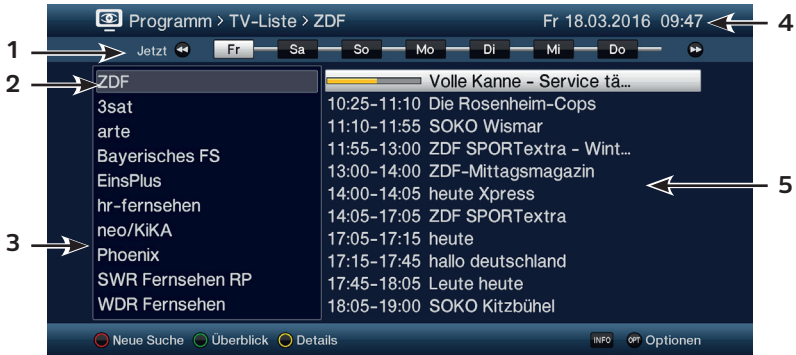 Programm > TV-Liste > ZDF Fr 18.03.2016 09:47 4
1 Jetzt Fr Sa So Mo Di Mi Do
2 ZDF Volle Kanne - Service tä...
3sat 10:25-11:10 Die Rosenheim-Cops
arte 11:10-11:55 SOKO Wismar
Bayerisches FS 11:55-13:00 ZDF SPORTextra - Wint...
EinsPlus 13:00-14:00 ZDF-Mittagsmagazin
hr-fernsehen 14:00-14:05 heute Xpress 5
neo/KiKA 14:05-17:05 ZDF SPORTextra
3 Phoenix 17:05-17:15 heute
SWR Fernsehen RP 17:15-17:45 hallo deutschland
WDR Fernsehen 17:45-18:05 Leute heute
18:05-19:00 SOKO Kitzbühel
Neue Suche Überblick Details INFO OPT Optionen